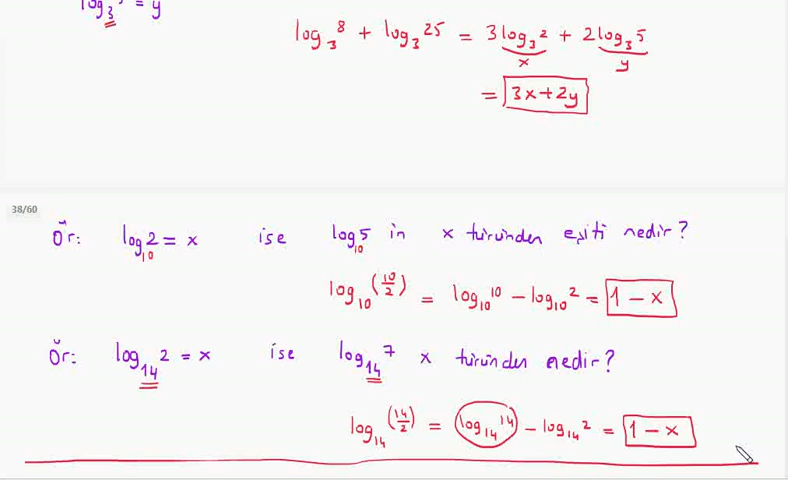 = y
log₃8 + log₃25 = 3log₃2 + 2log₃5
x y
= 3x+2y
38/60
Ör: log₁₀2 = x ise log₁₀5 in x türünden eşiti nedir?
log₁₀(10/2) = log₁₀10 - log₁₀2 = 1 - x
Ör: log₁₄2 = x ise log₁₄7 x türünden nedir?
log₁₄(14/2) = log₁₄14 - log₁₄2 = 1 - x